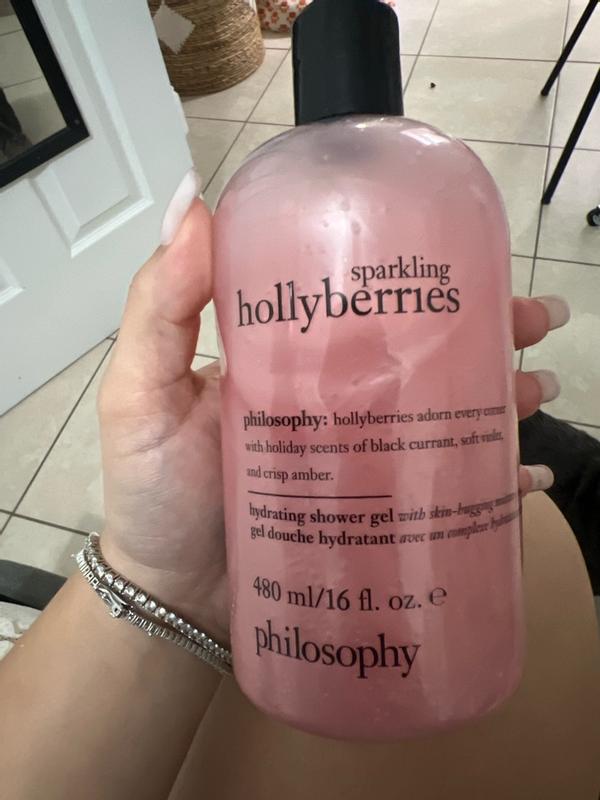 sparkling
hollyberries
philosophy: hollyberries adorn every corner
with holiday scents of black currant, soft violet,
and crisp amber.
hydrating shower gel with skin-hugging
gel douche hydratant avec un complexe
480 ml/16 fl. oz. ℮
philosophy